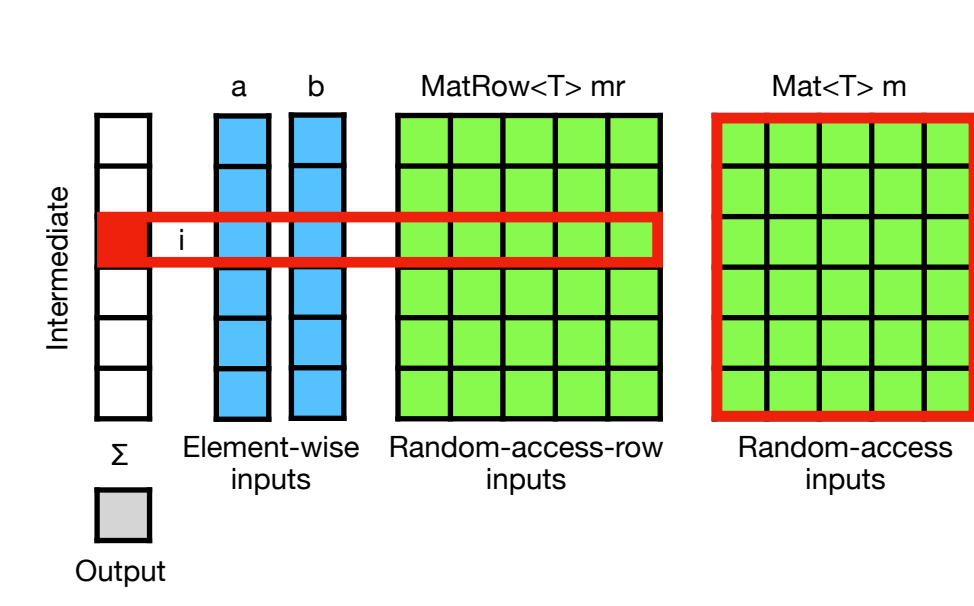 a
b
MatRow<T> mr
Mat<T> m
Intermediate
i
Σ
Element-wise
inputs
Random-access-row
inputs
Random-access
inputs
Output